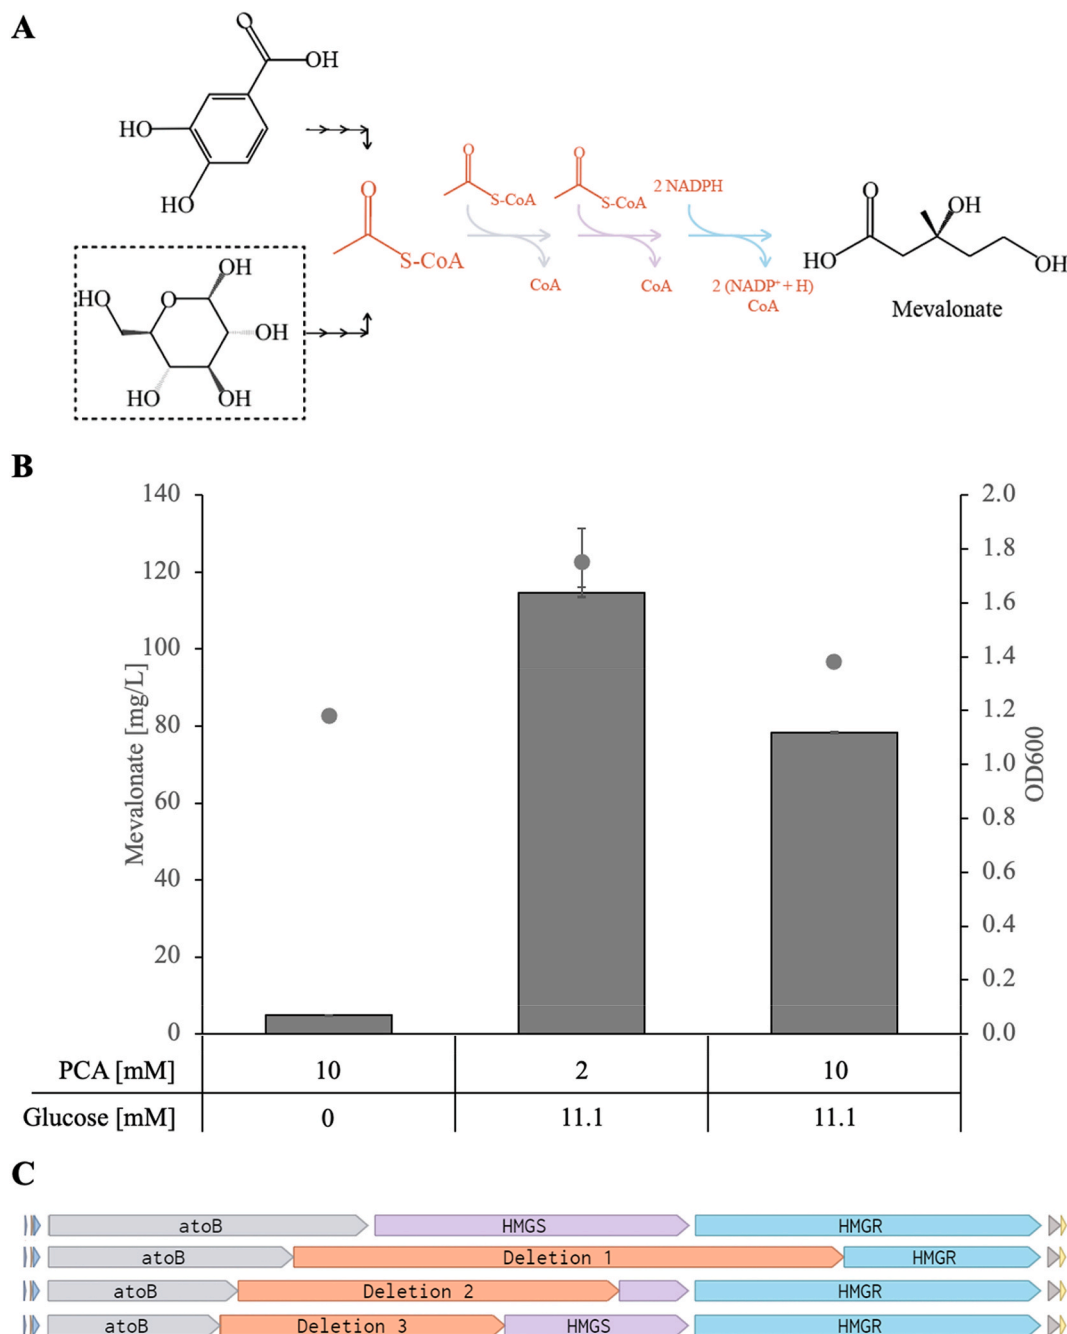 A
O
OH
HO
HO
O
S-CoA
O
S-CoA
O
S-CoA
2 NADPH
CoA
CoA
2 (NADP⁺ + H)
CoA
O
HO
OH
OH
Mevalonate
OH
HO
O
OH
HO
OH
B
140
120
100
80
60
40
20
0
Mevalonate [mg/L]
2.0
1.8
1.6
1.4
1.2
1.0
0.8
0.6
0.4
0.2
0.0
OD600
PCA [mM] 10 2 10
Glucose [mM] 0 11.1 11.1
C
atoB HMGS HMGR
atoB Deletion 1 HMGR
atoB Deletion 2 HMGR
atoB Deletion 3 HMGS HMGR